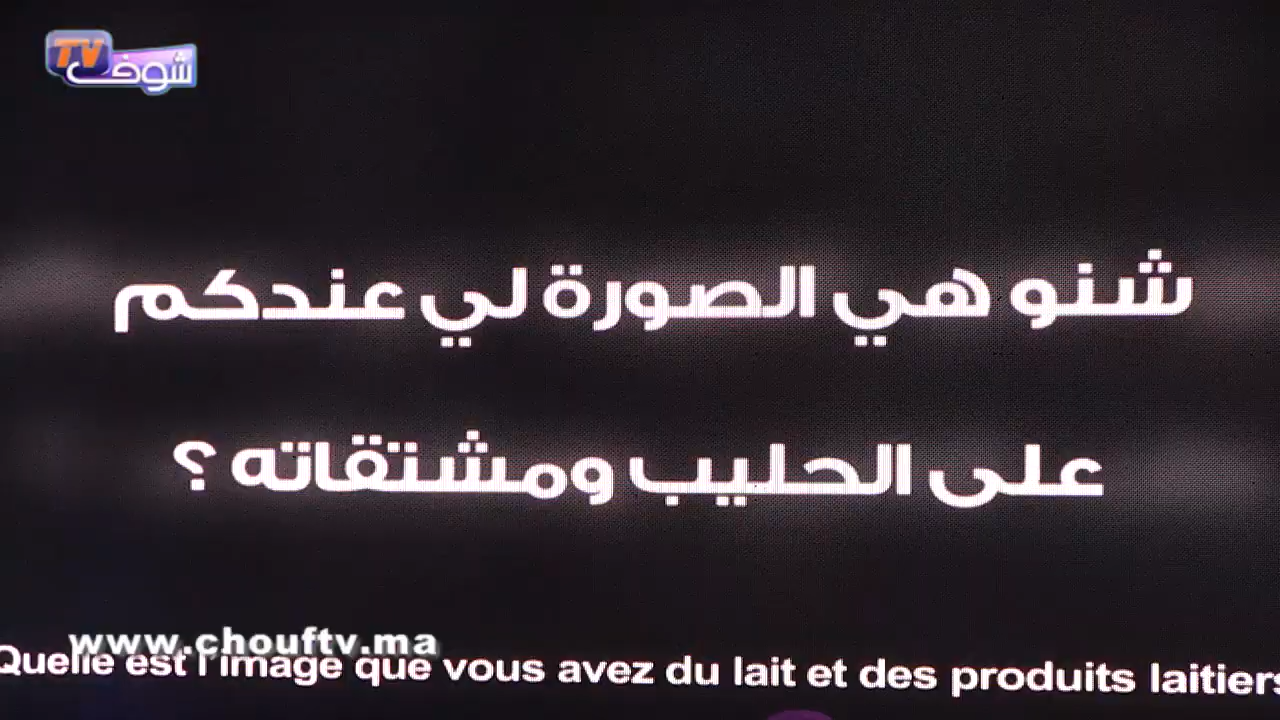 TV
شوف
شنو هي الصورة لي عندكم
على الحليب ومشتقاته ؟
www.chouftv.ma
Quelle est l'image que vous avez du lait et des produits laitiers